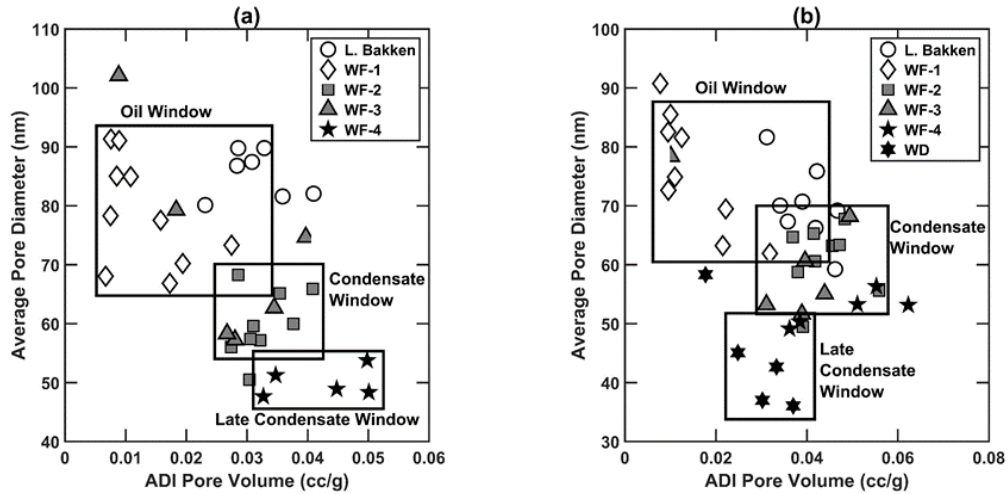 (a)
Average Pore Diameter (nm)
110
100
90
80
70
60
50
40
0
0.01
0.02
0.03
0.04
0.05
0.06
ADI Pore Volume (cc/g)
L. Bakken
WF-1
WF-2
WF-3
WF-4
Oil Window
Condensate
Window
Late Condensate Window
(b)
Average Pore Diameter (nm)
100
90
80
70
60
50
40
30
0
0.02
0.04
0.06
0.08
ADI Pore Volume (cc/g)
L. Bakken
WF-1
WF-2
WF-3
WF-4
WD
Oil Window
Condensate
Window
Late
Condensate
Window